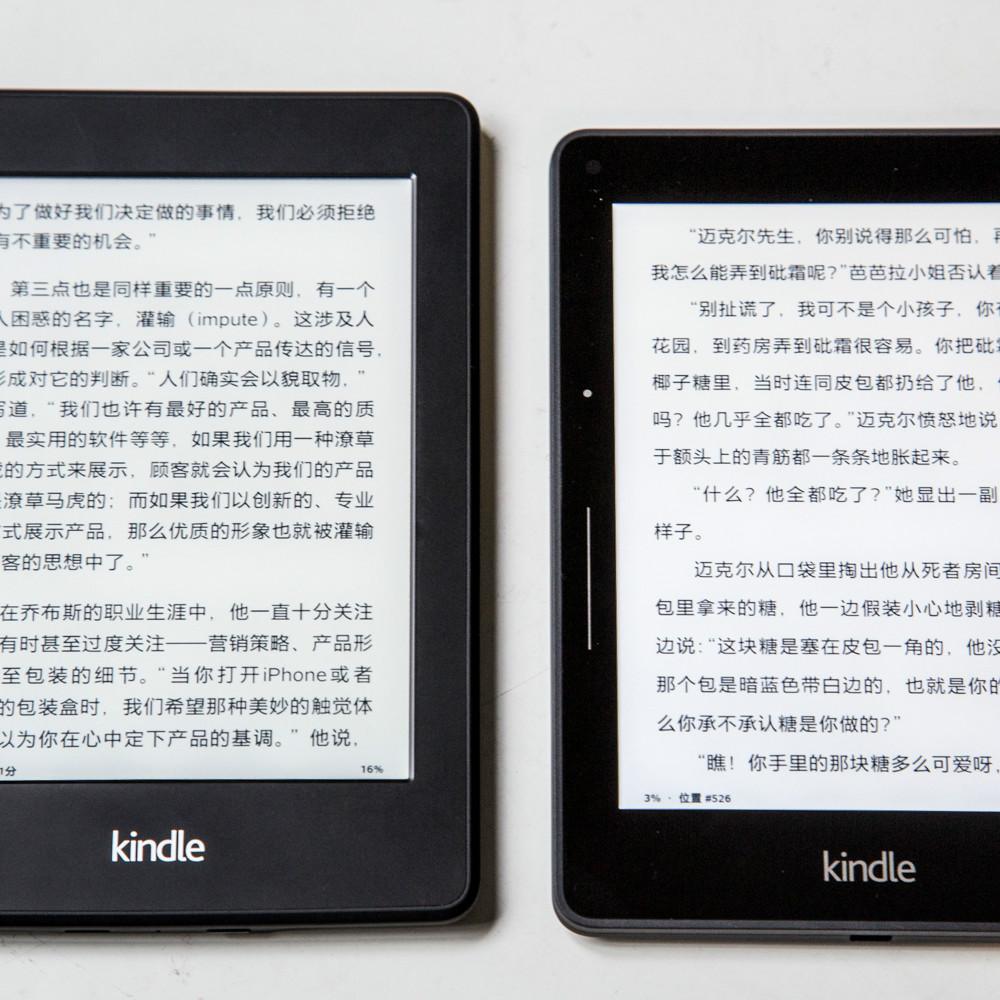 为了做好我们决定做的事情，我们必须拒绝
有不重要的机会。”
第三点也是同样重要的一点原则，有一个
人困惑的名字，灌输（impute）。这涉及人
是如何根据一家公司或一个产品传达的信号，
形成对它的判断。“人们确实会以貌取物，”
写道，“我们也许有最好的产品、最高的质
最实用的软件等等，如果我们用一种潦草
虎的方式来展示，顾客就会认为我们的产品
是潦草马虎的；而如果我们以创新的、专业
方式展示产品，那么优质的形象也就被灌输
客的思想中了。”
在乔布斯的职业生涯中，他一直十分关注
有时甚至过度关注——营销策略、产品形
至包装的细节。“当你打开iPhone或者
的包装盒时，我们希望那种美妙的触觉体
以为你在心中定下产品的基调。”他说，
1分 16%
kindle
“迈克尔先生，你别说得那么可怕，再
我怎么能弄到砒霜呢？”芭芭拉小姐否认着
“别扯谎了，我可不是个小孩子，你在
花园，到药房弄到砒霜很容易。你把砒霜
椰子糖里，当时连同皮包都扔给了他，
吗？他几乎全都吃了。”迈克尔愤怒地说
于额头上的青筋都一条条地胀起来。
“什么？他全都吃了？”她显出一副
样子。
迈克尔从口袋里掏出他从死者房间
包里拿来的糖，他一边假装小心地剥糖
边说：“这块糖是塞在皮包一角的，他没
那个包是暗蓝色带白边的，也就是你的
么你承不承认糖是你做的？”
“瞧！你手里的那块糖多么可爱呀，
3% · 位置 #526
kindle